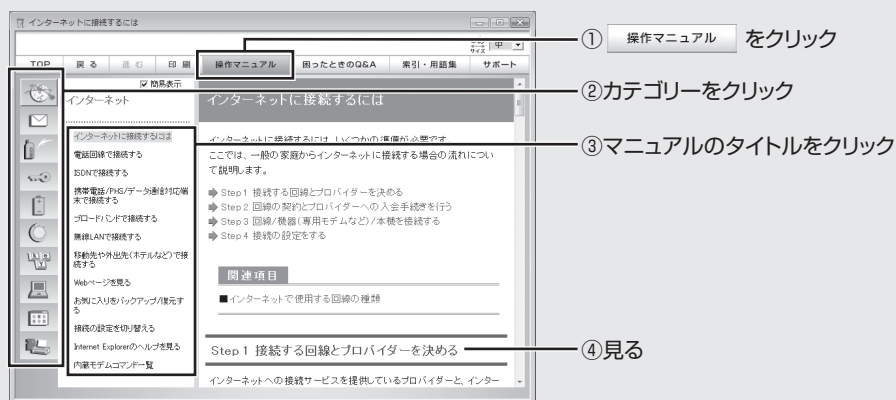 インターネットに接続するには
サイズ 中
TOP 戻る 進む 印刷 操作マニュアル 困ったときのQ&A 索引・用語集 サポート
簡易表示
インターネット
インターネットに接続するには
電話回線で接続する
ISDNで接続する
携帯電話/PHS/データ通信対応端
末で接続する
ブロードバンドで接続する
無線LANで接続する
移動先や外出先(ホテルなど)で接
続する
Webページを見る
お気に入りをバックアップ/復元す
る
接続の設定を切り替える
Internet Explorerのヘルプを見る
内蔵モデムコマンド一覧
インターネットに接続するには
インターネットに接続するには、いくつかの準備が必要です。
ここでは、一般の家庭からインターネットに接続する場合の流れについ
て説明します。
Step1 接続する回線とプロバイダーを決める
Step2 回線の契約とプロバイダーへの入会手続きを行う
Step3 回線/機器(専用モデムなど)/本機を接続する
Step4 接続の設定をする
関連項目
■インターネットで使用する回線の種類
Step1 接続する回線とプロバイダーを決める
インターネットへの接続サービスを提供しているプロバイダーと、インター
① 操作マニュアル をクリック
②カテゴリーをクリック
③マニュアルのタイトルをクリック
④見る